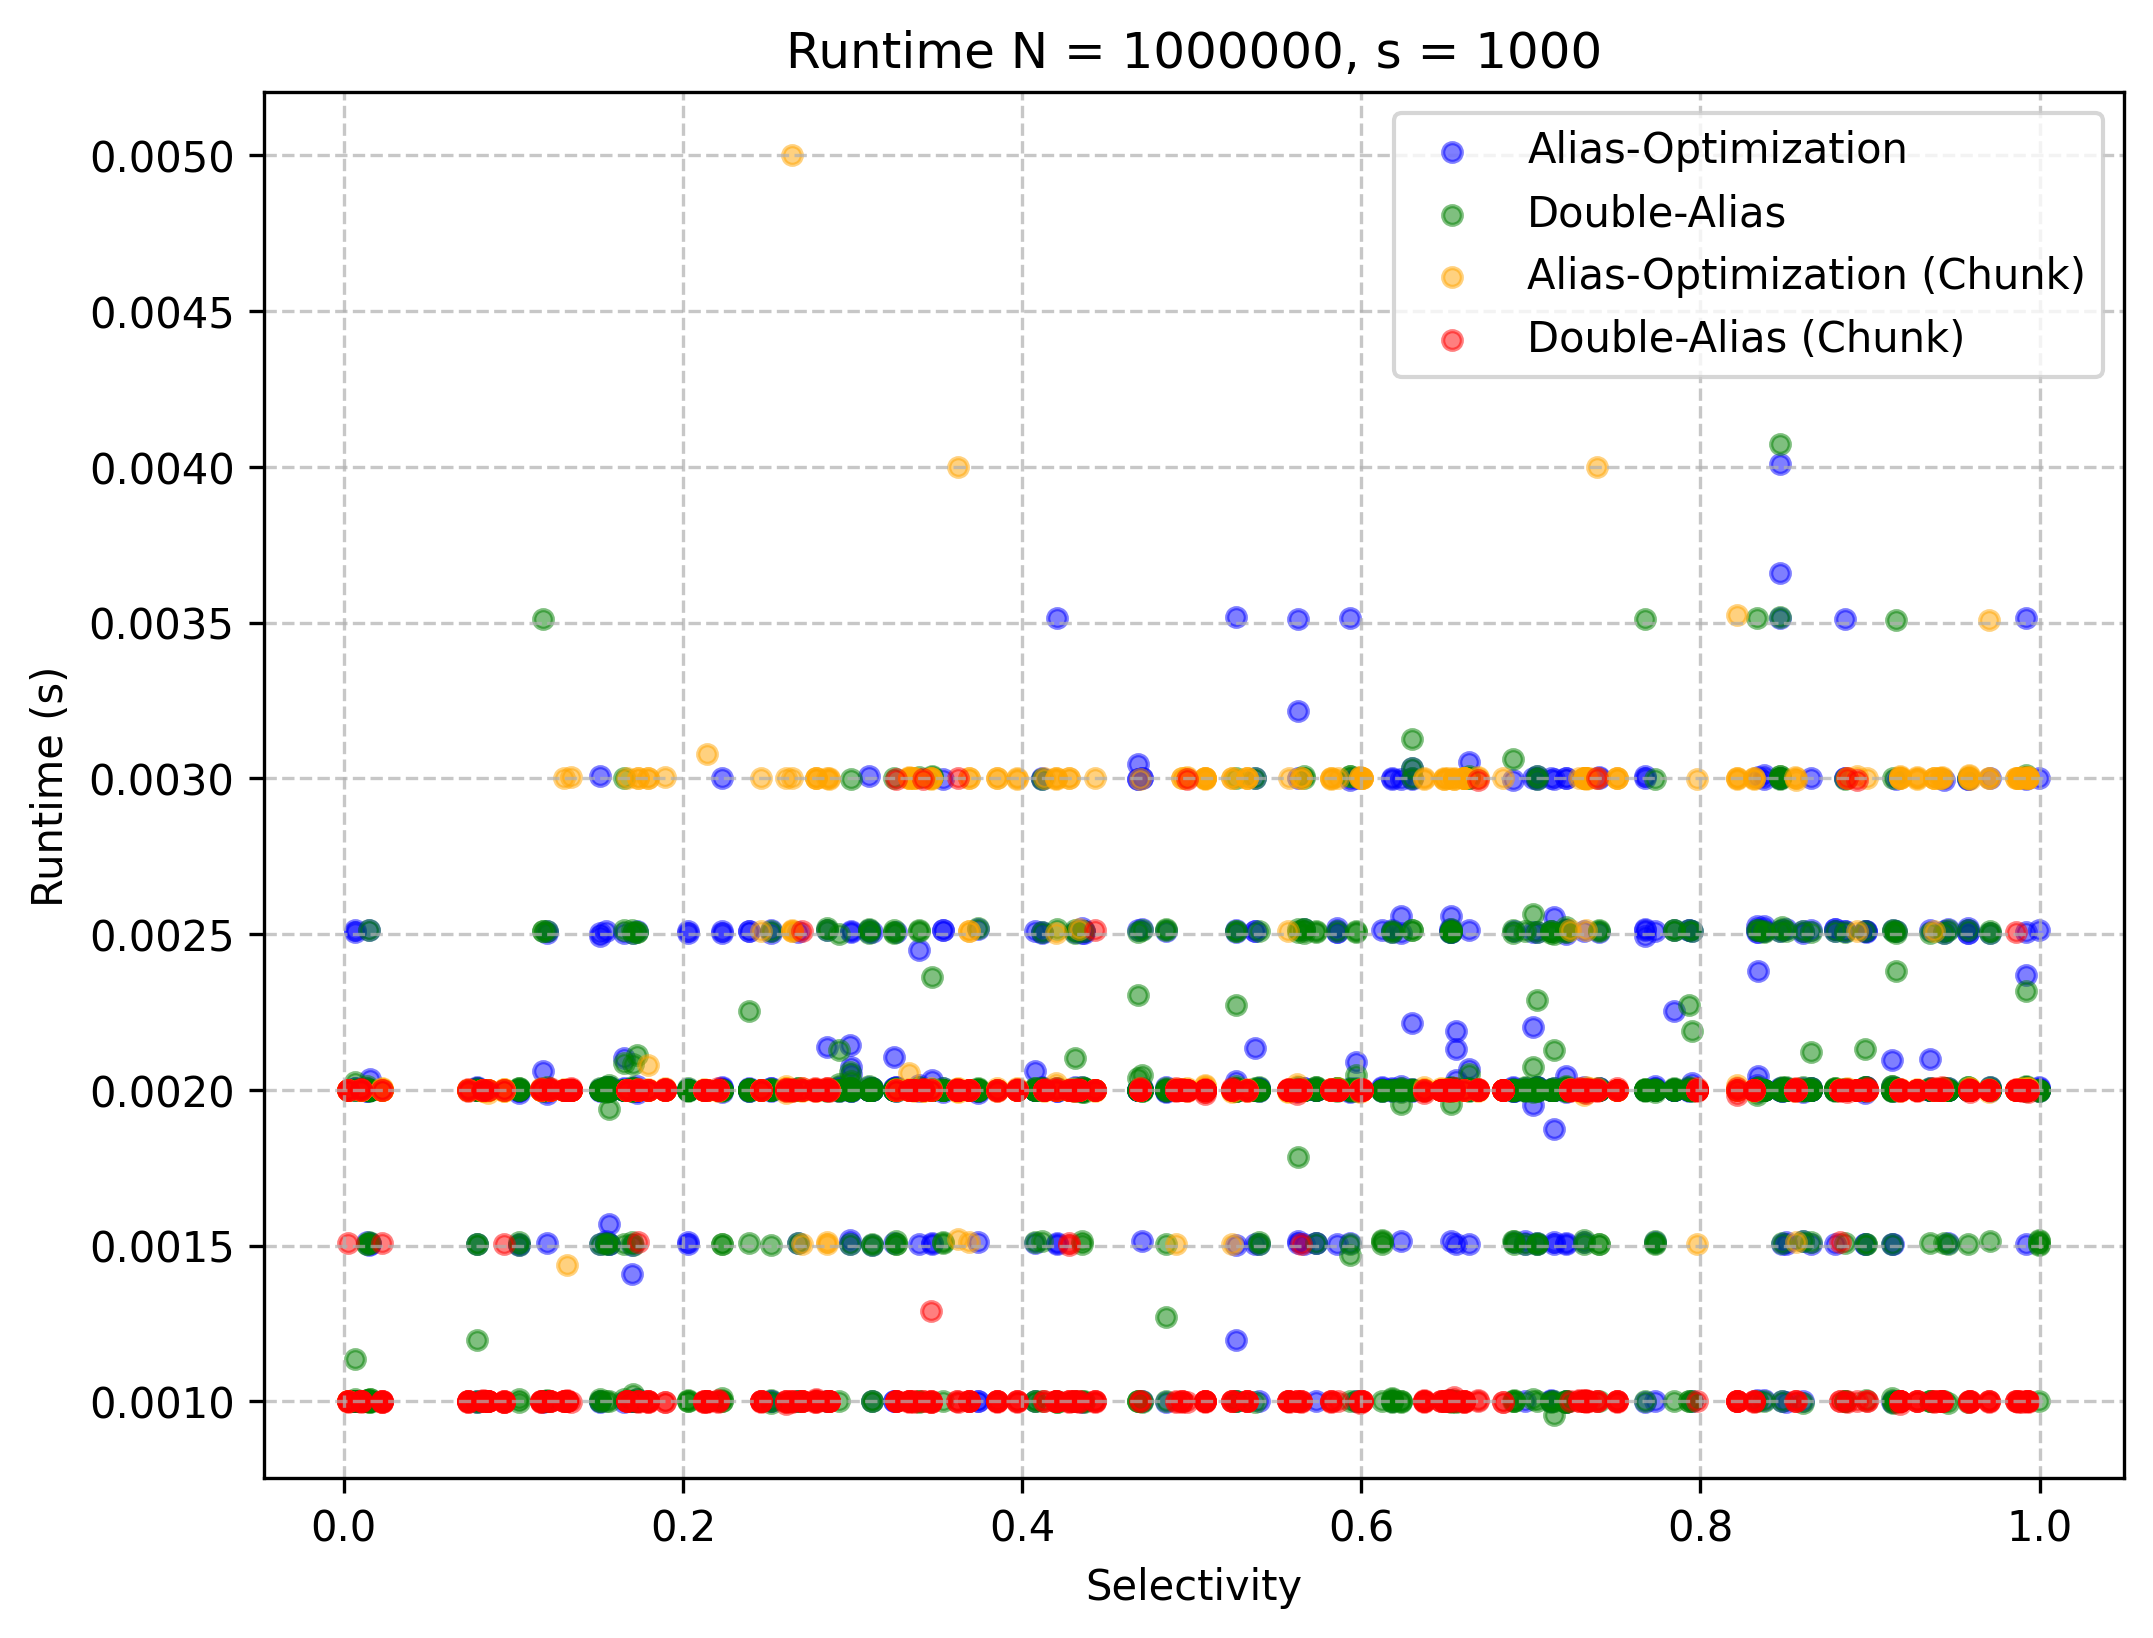 Runtime N = 1000000, s = 1000
Alias-Optimization
Double-Alias
Alias-Optimization (Chunk)
Double-Alias (Chunk)
Runtime (s)
0.0050
0.0045
0.0040
0.0035
0.0030
0.0025
0.0020
0.0015
0.0010
0.0 0.2 0.4 0.6 0.8 1.0
Selectivity